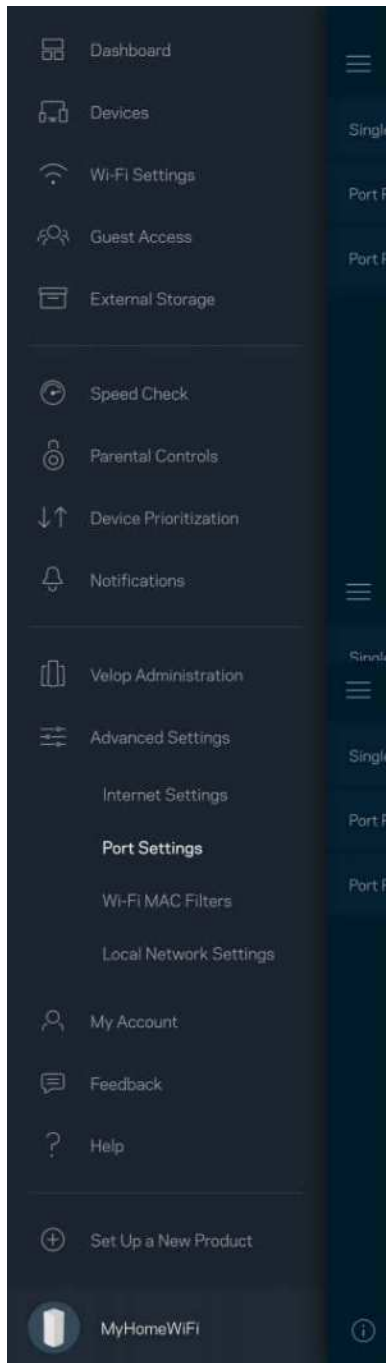 Dashboard
Devices
Wi-Fi Settings
Guest Access
External Storage
Speed Check
Parental Controls
Device Prioritization
Notifications
Velop Administration
Advanced Settings
Internet Settings
Port Settings
Wi-Fi MAC Filters
Local Network Settings
My Account
Feedback
Help
Set Up a New Product
MyHomeWiFi
Singl
Port F
Port F
Single
Singl
Port F
Port F